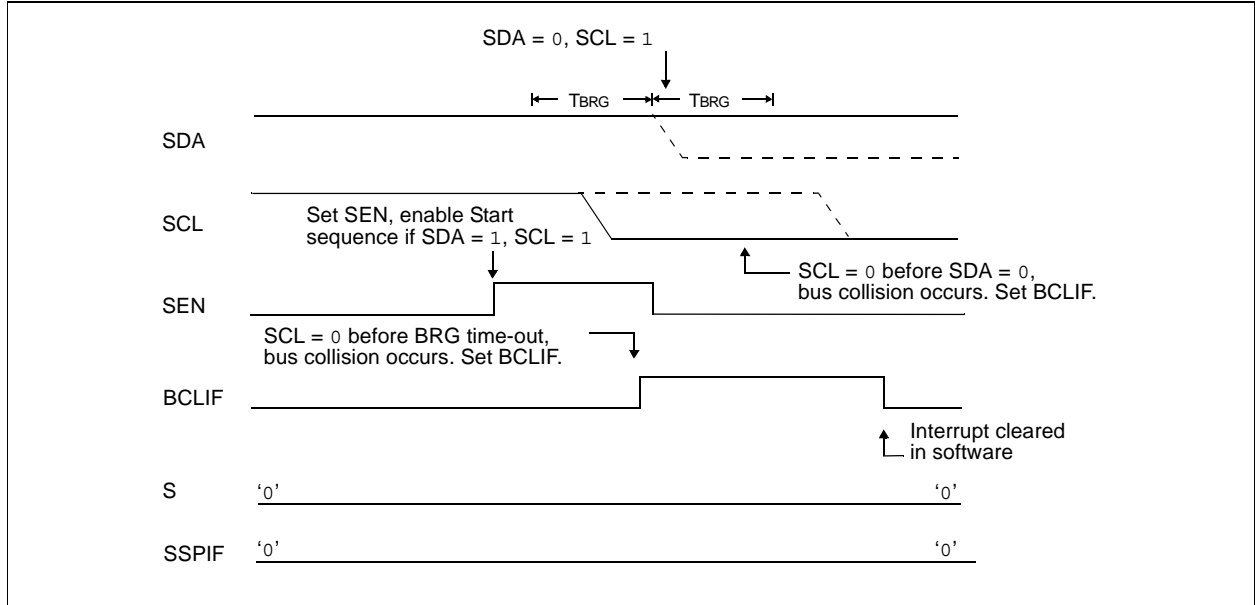 SDA = 0, SCL = 1
TBRG TBRG
SDA
SCL
Set SEN, enable Start
sequence if SDA = 1, SCL = 1
SCL = 0 before SDA = 0,
bus collision occurs. Set BCLIF.
SEN
SCL = 0 before BRG time-out,
bus collision occurs. Set BCLIF.
BCLIF
Interrupt cleared
in software
S ‘0’ ‘0’
SSPIF ‘0’ ‘0’